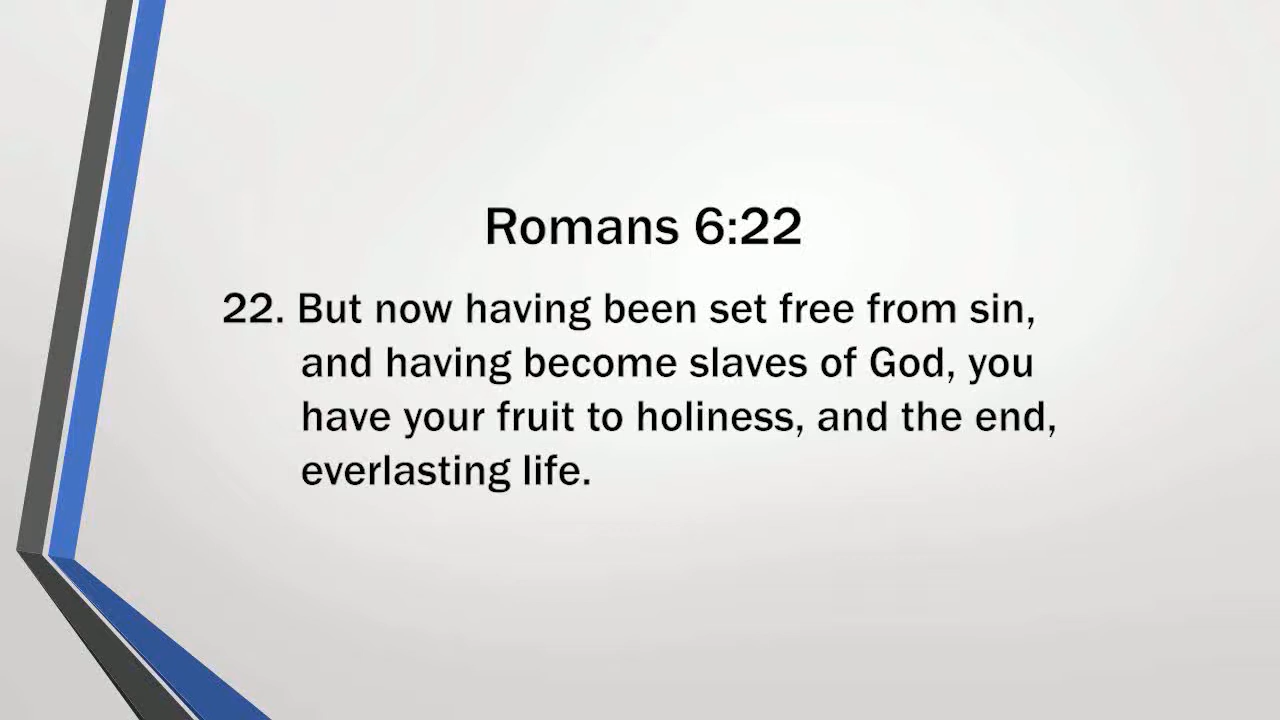 Romans 6:22
22. But now having been set free from sin,
and having become slaves of God, you
have your fruit to holiness, and the end,
everlasting life.